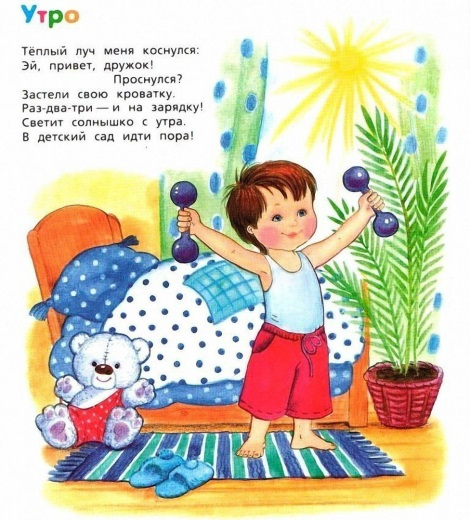 Утро
Тёплый луч меня коснулся:
Эй, привет, дружок!
Проснулся?
Застели свою кроватку.
Раз-два-три — и на зарядку!
Светит солнышко с утра.
В детский сад идти пора!